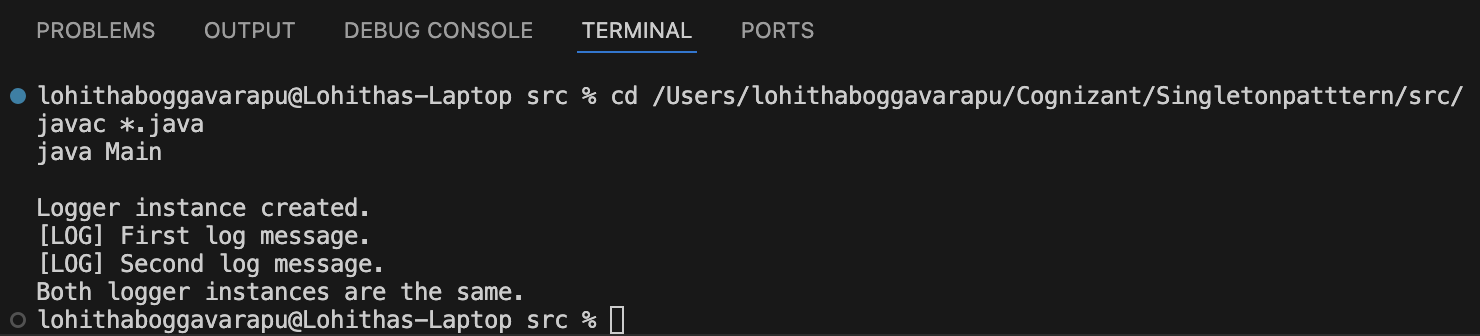 PROBLEMS OUTPUT DEBUG CONSOLE TERMINAL PORTS
lohithaboggavarapu@Lohithas-Laptop src % cd /Users/lohithaboggavarapu/Cognizant/Singletonpatttern/src/
javac *.java
java Main
Logger instance created.
[LOG] First log message.
[LOG] Second log message.
Both logger instances are the same.
lohithaboggavarapu@Lohithas-Laptop src %